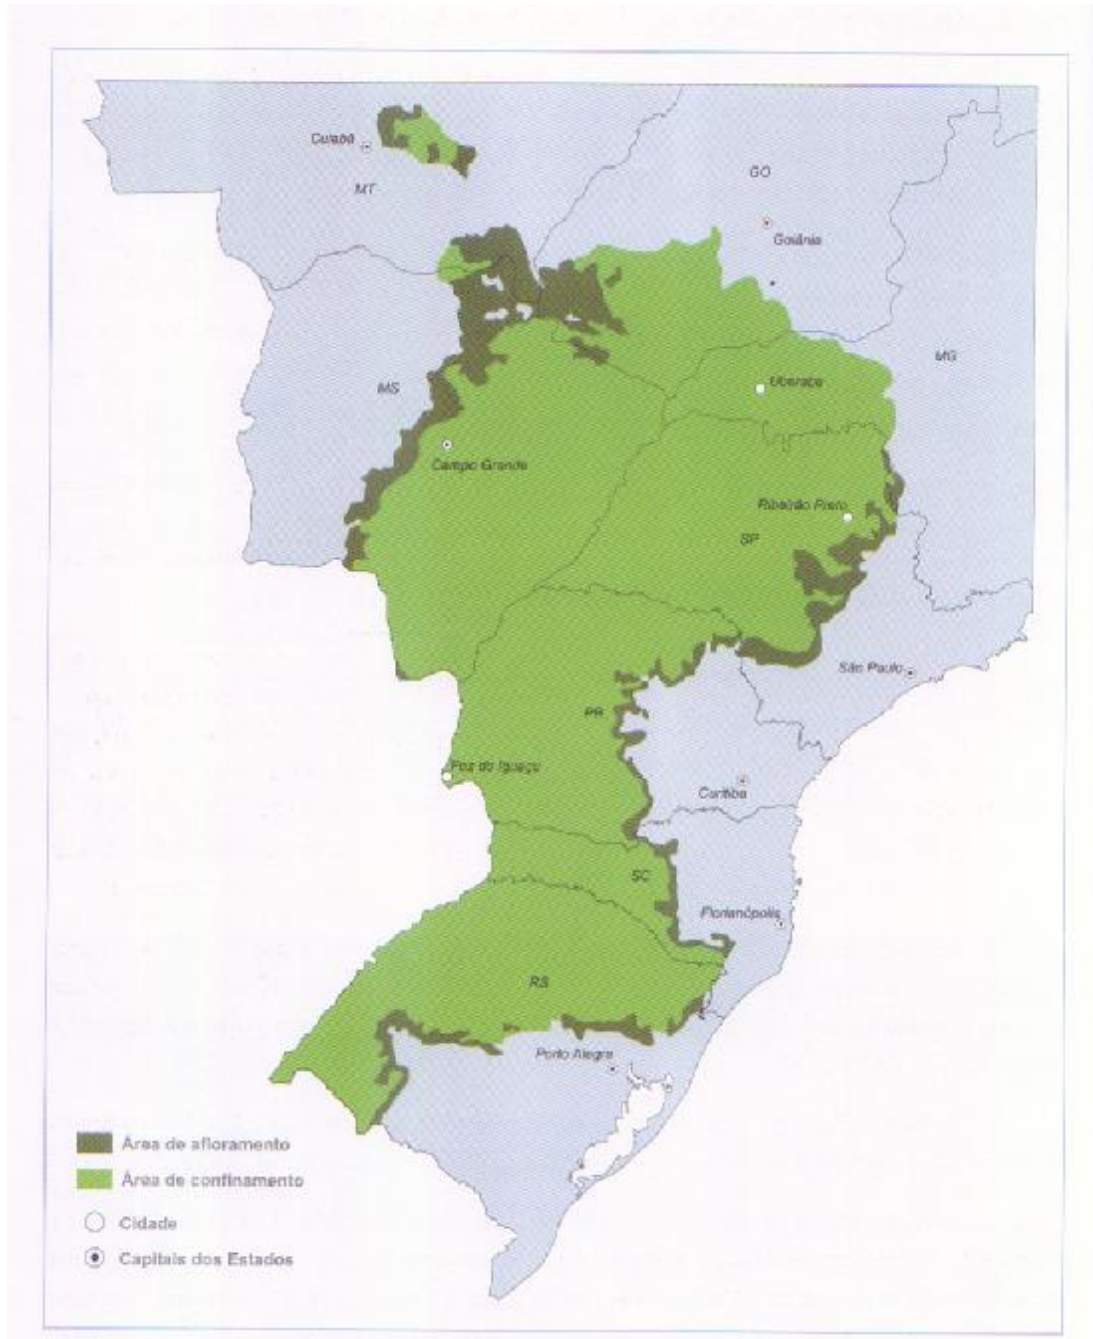 Cuiabá
MT
GO
Goiânia
MG
MS
Uberaba
Campo Grande
Ribeirão Preto
SP
São Paulo
PR
Foz do Iguaçu
Curitiba
SC
Florianópolis
RS
Porto Alegre
Área de afloramento
Área de confinamento
Cidade
Capitais dos Estados